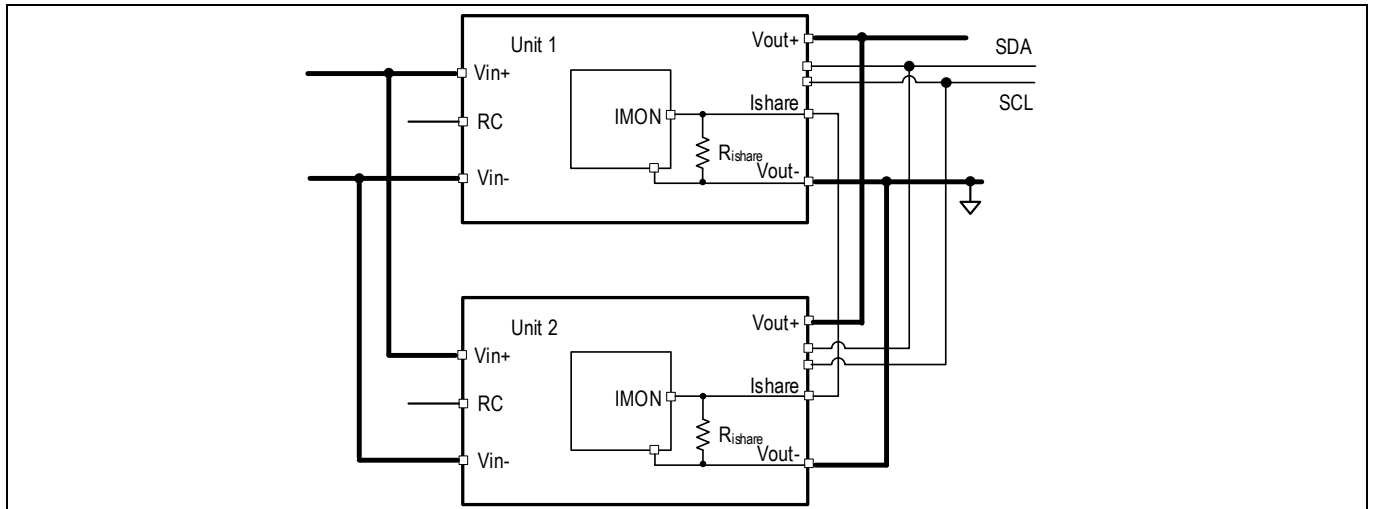 Unit 1
Vout+
SDA
Vin+
SCL
Ishare
IMON
RC
Rishare
Vout-
Vin-
Unit 2
Vout+
Vin+
Ishare
IMON
RC
Rishare
Vout-
Vin-